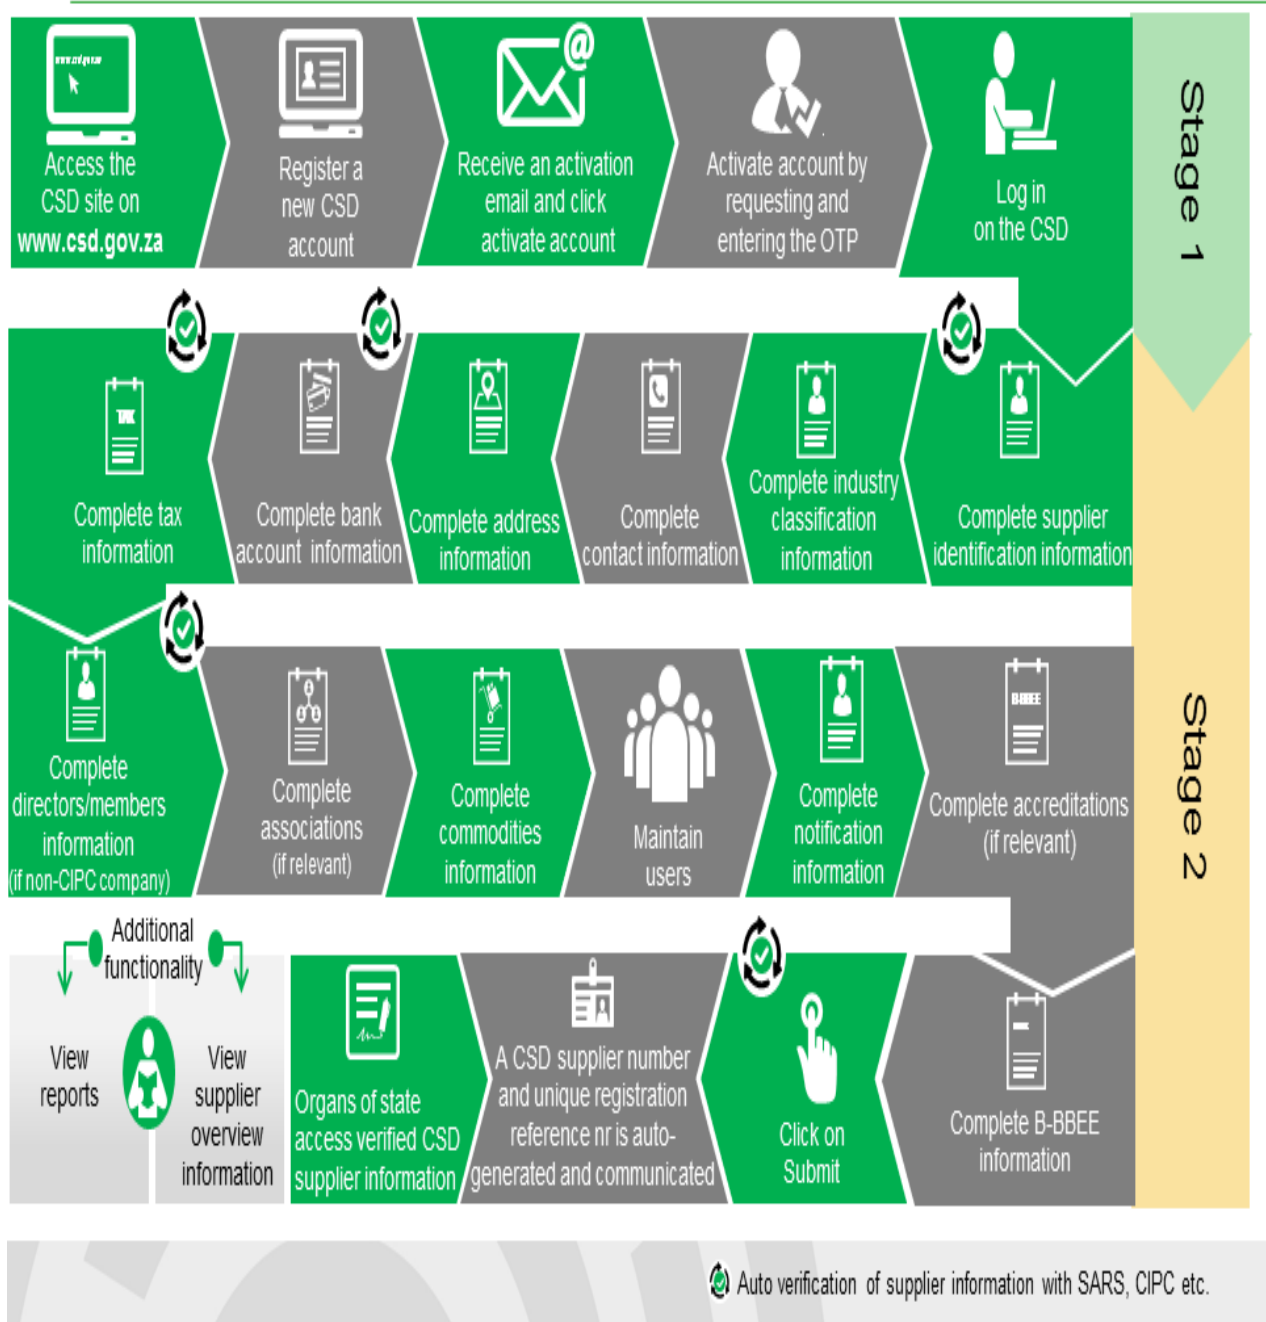 www.csd.gov.za
Access the
CSD site on
www.csd.gov.za
Register a
new CSD
account
@
Receive an activation
email and click
activate account
Activate account by
requesting and
entering the OTP
Log in
on the CSD
Stage 1
TAX
Complete tax
information
Complete bank
account information
Complete address
information
Complete
contact information
Complete industry
classification
information
Complete supplier
identification information
Complete
directors/members
information
(if non-CIPC company)
Complete
associations
(if relevant)
Complete
commodities
information
Maintain
users
Complete
notification
information
B-BBEE
Complete accreditations
(if relevant)
Stage 2
Additional
functionality
View
reports
View
supplier
overview
information
Organs of state
access verified CSD
supplier information
A CSD supplier number
and unique registration
reference nr is auto-
generated and communicated
Click on
Submit
Complete B-BBEE
information
Auto verification of supplier information with SARS, CIPC etc.